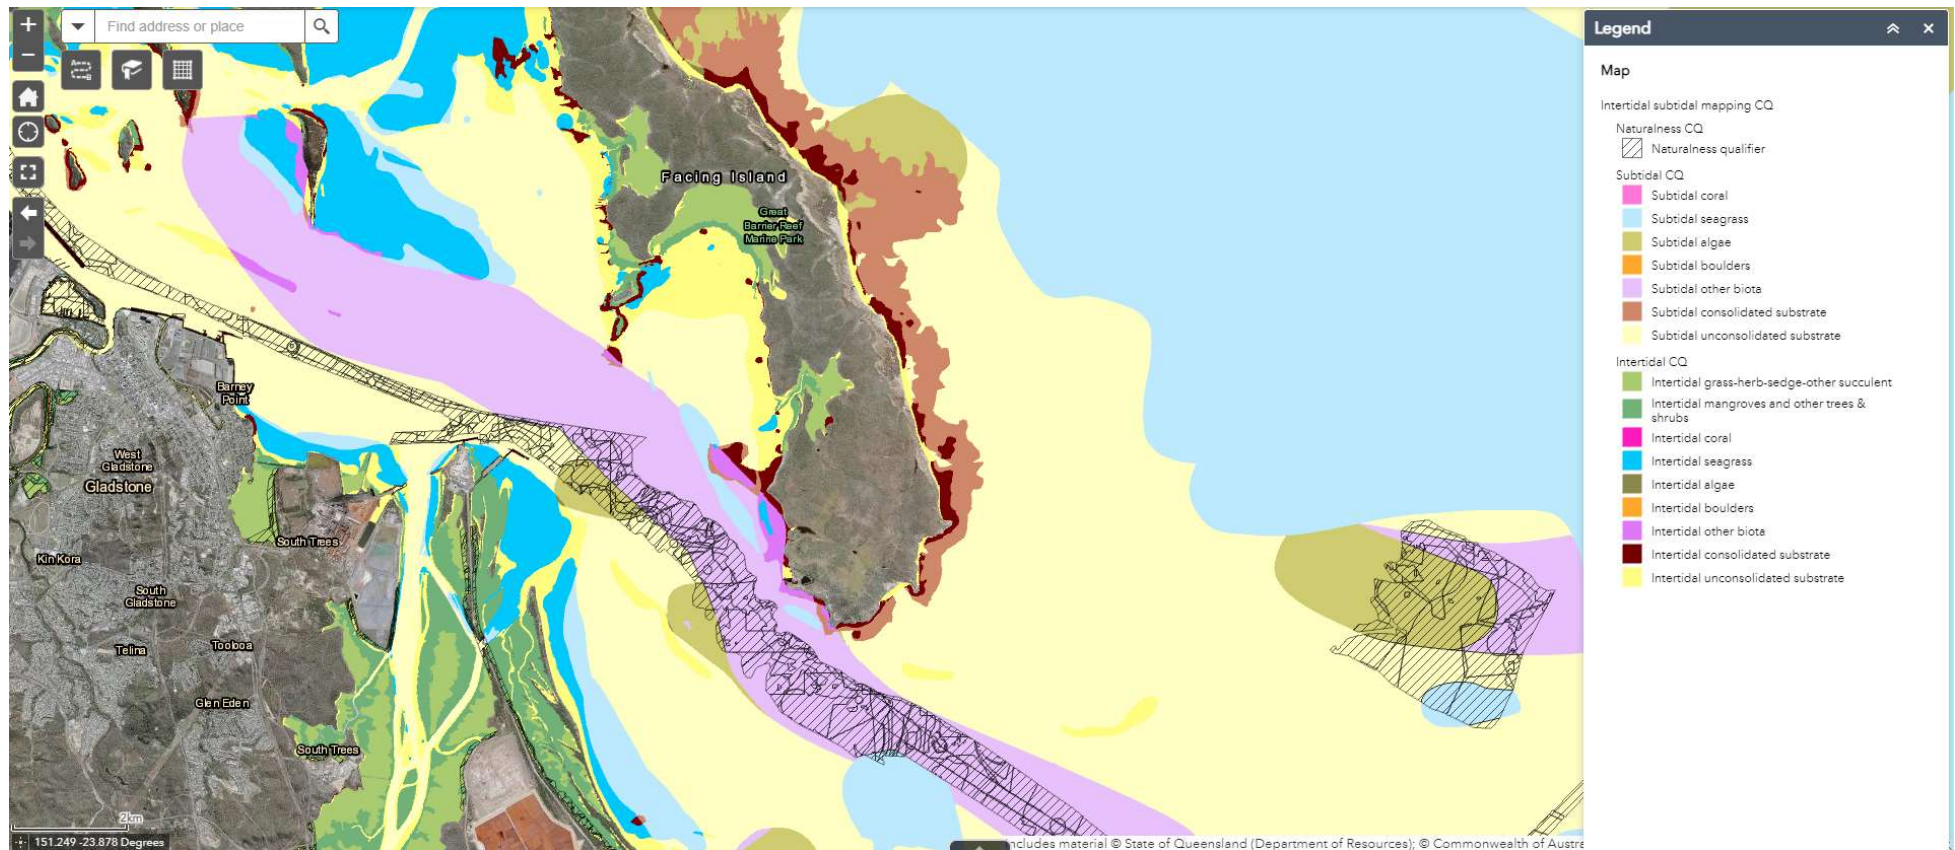 +
Find address or place
−
Facing Island
Great
Barrier Reef
Marine Park
Barney
Point
West
Gladstone
Gladstone
South Trees
Kin Kora
South
Gladstone
Telina
Toolooa
Glen Eden
South Trees
2km
151.249 -23.878 Degrees
ncludes material © State of Queensland (Department of Resources); © Commonwealth of Austra
Legend
Map
Intertidal subtidal mapping CQ
Naturalness CQ
Naturalness qualifier
Subtidal CQ
Subtidal coral
Subtidal seagrass
Subtidal algae
Subtidal boulders
Subtidal other biota
Subtidal consolidated substrate
Subtidal unconsolidated substrate
Intertidal CQ
Intertidal grass-herb-sedge-other succulent
Intertidal mangroves and other trees &
shrubs
Intertidal coral
Intertidal seagrass
Intertidal algae
Intertidal boulders
Intertidal other biota
Intertidal consolidated substrate
Intertidal unconsolidated substrate